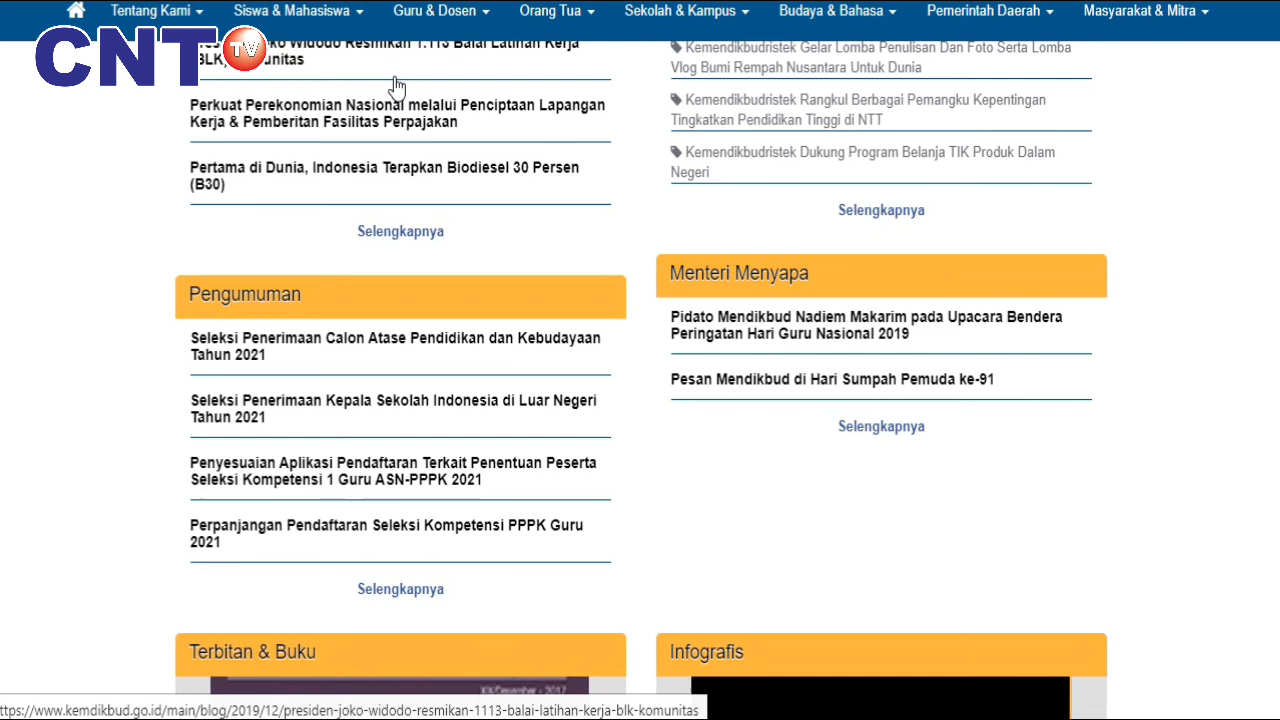 Tentang Kami
Siswa & Mahasiswa
Guru & Dosen
Orang Tua
Sekolah & Kampus
Budaya & Bahasa
Pemerintah Daerah
Masyarakat & Mitra
CNT TV
Joko Widodo Resmikan 1.113 Balai Latihan Kerja
Perkuat Perekonomian Nasional melalui Penciptaan Lapangan
Kerja & Pemberitan Fasilitas Perpajakan
Pertama di Dunia, Indonesia Terapkan Biodiesel 30 Persen
(B30)
Selengkapnya
Pengumuman
Seleksi Penerimaan Calon Atase Pendidikan dan Kebudayaan
Tahun 2021
Seleksi Penerimaan Kepala Sekolah Indonesia di Luar Negeri
Tahun 2021
Penyesuaian Aplikasi Pendaftaran Terkait Penentuan Peserta
Seleksi Kompetensi 1 Guru ASN-PPPK 2021
Perpanjangan Pendaftaran Seleksi Kompetensi PPPK Guru
2021
Selengkapnya
Terbitan & Buku
Kemendikbudristek Gelar Lomba Penulisan Dan Foto Serta Lomba
Vlog Bumi Rempah Nusantara Untuk Dunia
Kemendikbudristek Rangkul Berbagai Pemangku Kepentingan
Tingkatkan Pendidikan Tinggi di NTT
Kemendikbudristek Dukung Program Belanja TIK Produk Dalam
Negeri
Selengkapnya
Menteri Menyapa
Pidato Mendikbud Nadiem Makarim pada Upacara Bendera
Peringatan Hari Guru Nasional 2019
Pesan Mendikbud di Hari Sumpah Pemuda ke-91
Selengkapnya
Infografis
ttps://www.kemdikbud.go.id/main/blog/2019/12/presiden-joko-widodo-resmikan-1113-balai-latihan-kerja-blk-komunitas